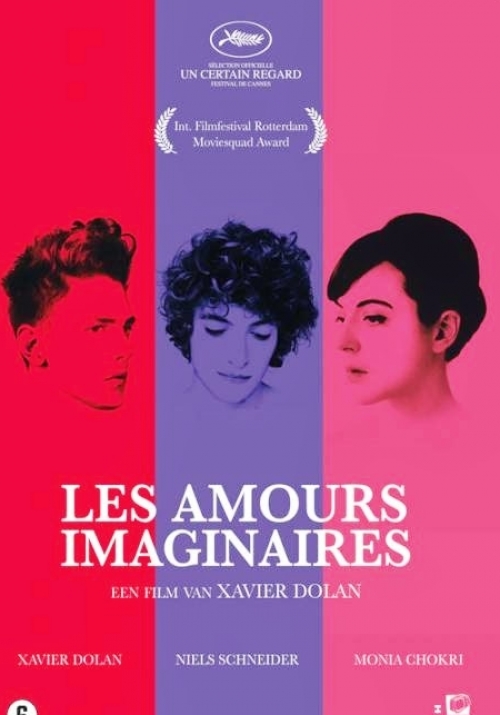 SÉLECTION OFFICIELLE
UN CERTAIN REGARD
FESTIVAL DE CANNES
Int. Filmfestival Rotterdam
Moviesquad Award
LES AMOURS
IMAGINAIRES
EEN FILM VAN XAVIER DOLAN
XAVIER DOLAN
NIELS SCHNEIDER
MONIA CHOKRI